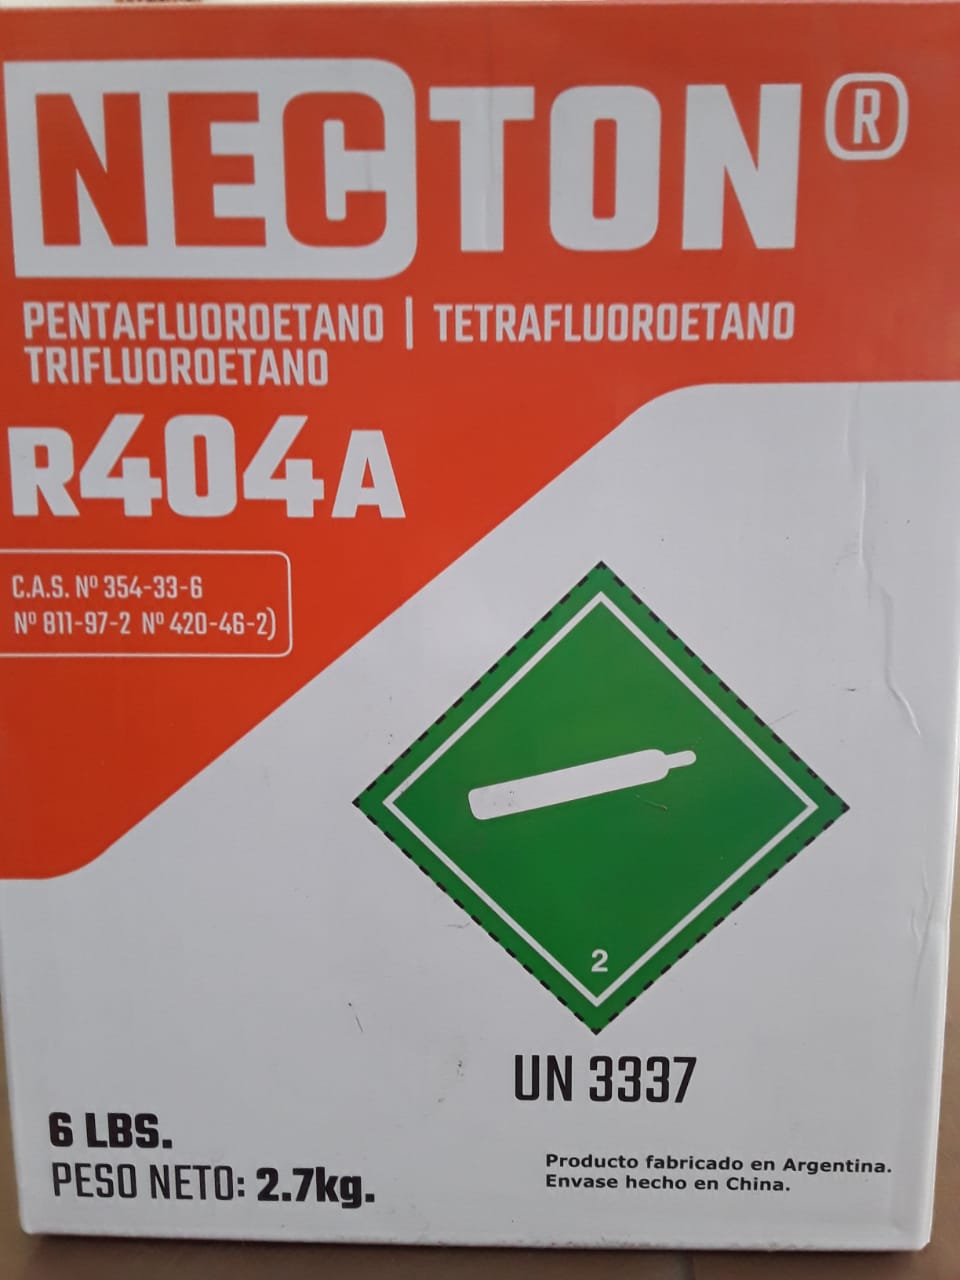 NECTON®
PENTAFLUOROETANO | TETRAFLUOROETANO
TRIFLUOROETANO
R404A
C.A.S. Nº 354-33-6
Nº 811-97-2 Nº 420-46-2)
2
UN 3337
6 LBS.
PESO NETO: 2.7kg.
Producto fabricado en Argentina.
Envase hecho en China.